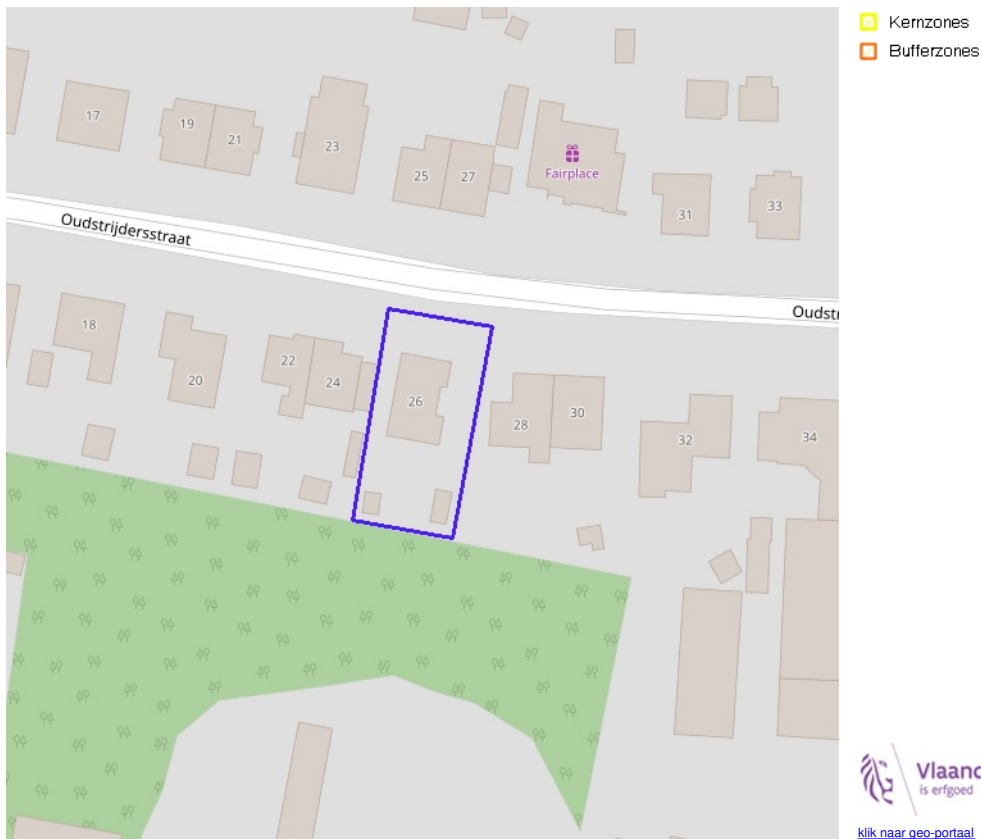 Kernzones
Bufferzones
17
19
21
23
25
27
Fairplace
31
33
Oudstrijdersstraat
Oudstr
18
20
22
24
26
28
30
32
34
Vlaand
is erfgoed
klik naar geo-portaal